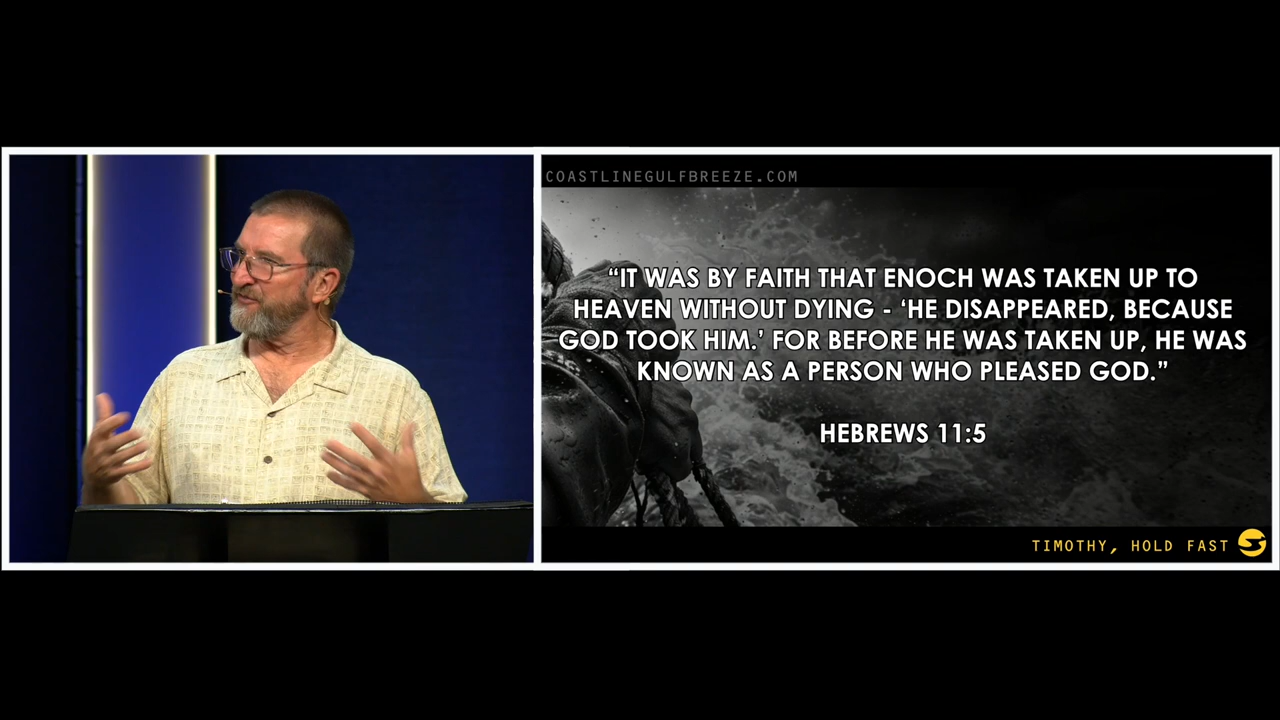 COASTLINEGULFBREEZE.COM
“IT WAS BY FAITH THAT ENOCH WAS TAKEN UP TO
HEAVEN WITHOUT DYING - ‘HE DISAPPEARED, BECAUSE
GOD TOOK HIM.’ FOR BEFORE HE WAS TAKEN UP, HE WAS
KNOWN AS A PERSON WHO PLEASED GOD.”
HEBREWS 11:5
TIMOTHY, HOLD FAST